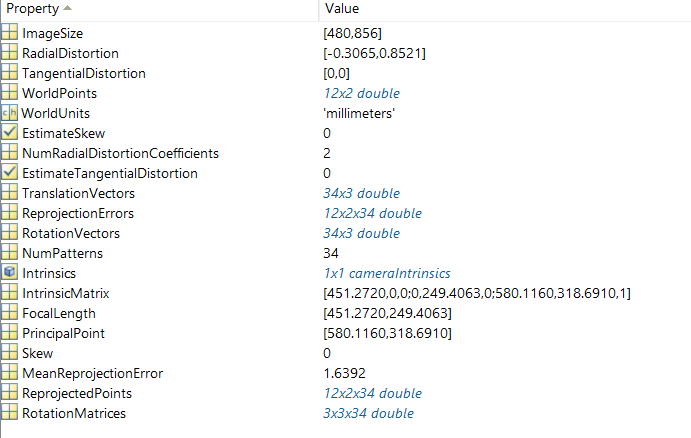 Property Value
ImageSize [480,856]
RadialDistortion [-0.3065,0.8521]
TangentialDistortion [0,0]
WorldPoints 12x2 double
WorldUnits 'millimeters'
EstimateSkew 0
NumRadialDistortionCoefficients 2
EstimateTangentialDistortion 0
TranslationVectors 34x3 double
ReprojectionErrors 12x2x34 double
RotationVectors 34x3 double
NumPatterns 34
Intrinsics 1x1 cameraIntrinsics
IntrinsicMatrix [451.2720,0,0;0,249.4063,0;580.1160,318.6910,1]
FocalLength [451.2720,249.4063]
PrincipalPoint [580.1160,318.6910]
Skew 0
MeanReprojectionError 1.6392
ReprojectedPoints 12x2x34 double
RotationMatrices 3x3x34 double